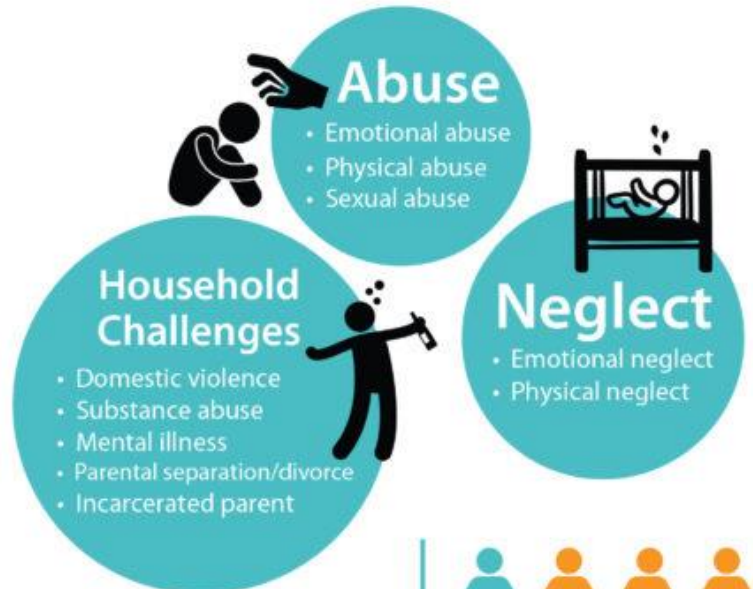 Abuse
• Emotional abuse
• Physical abuse
• Sexual abuse
Household
Challenges
• Domestic violence
• Substance abuse
• Mental illness
• Parental separation/divorce
• Incarcerated parent
Neglect
• Emotional neglect
• Physical neglect